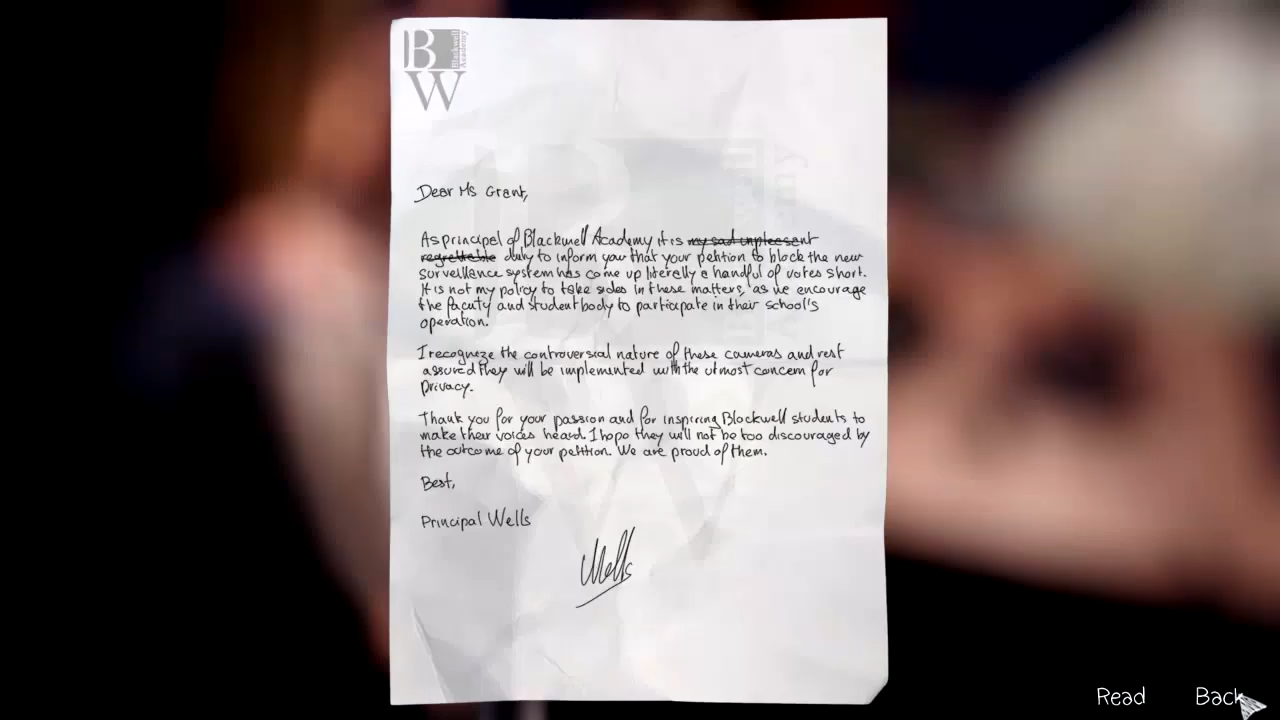 BW
Blackwell
Academy
Dear Ms Grant,
As principal of Blackwell Academy it is my sad unpleasent
regrettable duty to inform you that your petition to block the new
surveillance system has come up literally a handful of votes short.
It is not my policy to take sides in these matters, as we encourage
the faculty and student body to participate in their school's
operation.
I recogneze the controversial nature of these cameras and rest
assured they will be implemented with the utmost concern for
privacy.
Thank you for your passion and for inspiring Blackwell students to
make their voices heard. I hope they will not be too discouraged by
the outcome of your petition. We are proud of them.
Best,
Principal Wells
Wells
Read Back